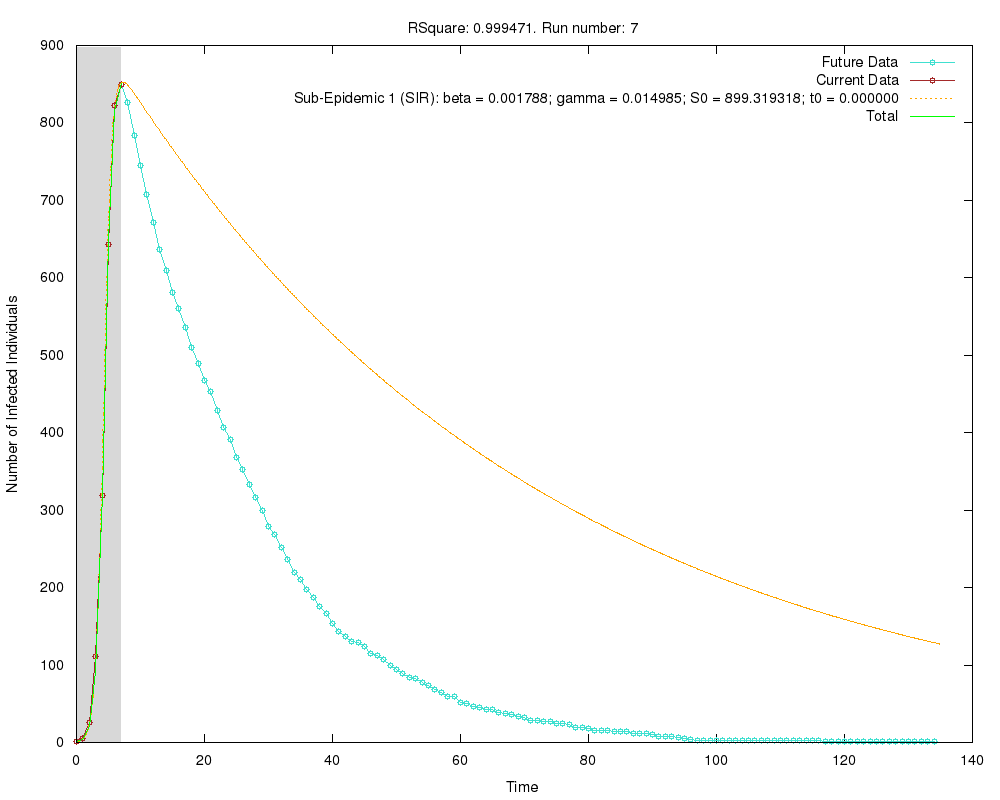 RSquare: 0.999471. Run number: 7
Future Data
Current Data
Sub-Epidemic 1 (SIR): beta = 0.001788; gamma = 0.014985; S0 = 899.319318; t0 = 0.000000
Total
900
800
700
600
500
400
300
200
100
0
Number of Infected Individuals
0 20 40 60 80 100 120 140
Time